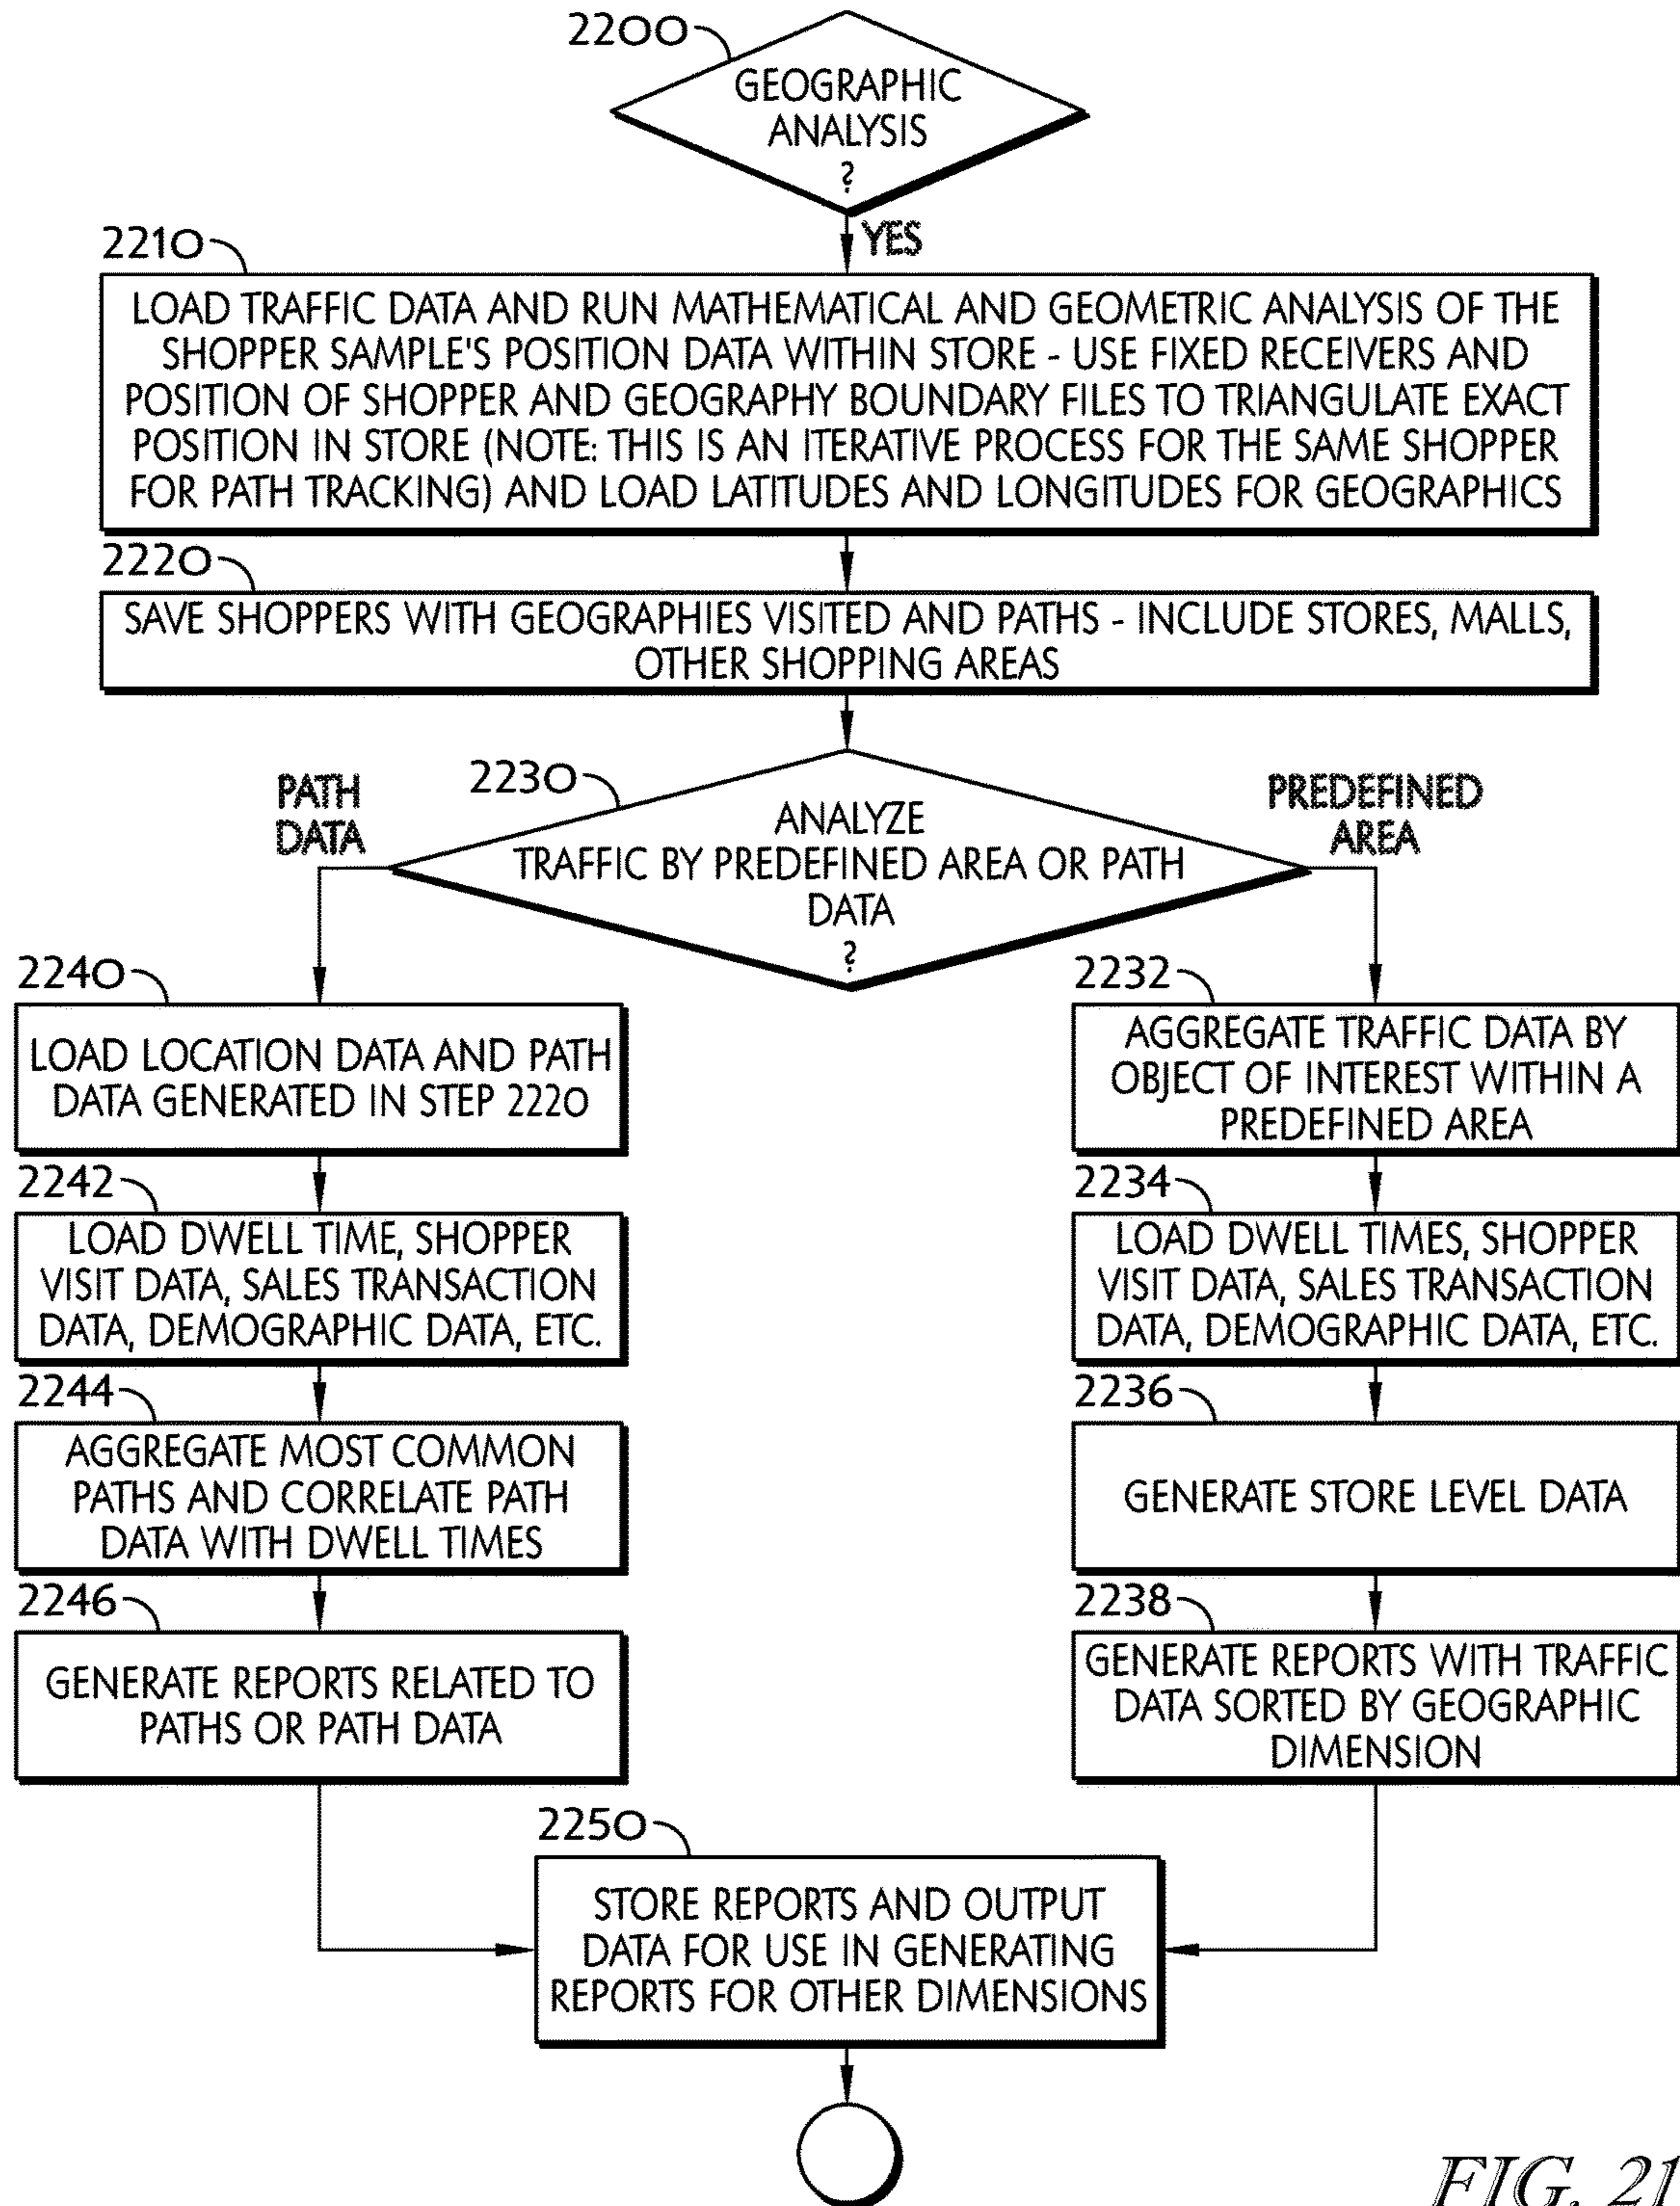 2200
GEOGRAPHIC
ANALYSIS
?
YES
2210
LOAD TRAFFIC DATA AND RUN MATHEMATICAL AND GEOMETRIC ANALYSIS OF THE
SHOPPER SAMPLE'S POSITION DATA WITHIN STORE - USE FIXED RECEIVERS AND
POSITION OF SHOPPER AND GEOGRAPHY BOUNDARY FILES TO TRIANGULATE EXACT
POSITION IN STORE (NOTE: THIS IS AN ITERATIVE PROCESS FOR THE SAME SHOPPER
FOR PATH TRACKING) AND LOAD LATITUDES AND LONGITUDES FOR GEOGRAPHICS
2220
SAVE SHOPPERS WITH GEOGRAPHIES VISITED AND PATHS - INCLUDE STORES, MALLS,
OTHER SHOPPING AREAS
2230
ANALYZE
TRAFFIC BY PREDEFINED AREA OR PATH
DATA
?
PATH
DATA
2240
LOAD LOCATION DATA AND PATH
DATA GENERATED IN STEP 2220
2242
LOAD DWELL TIME, SHOPPER
VISIT DATA, SALES TRANSACTION
DATA, DEMOGRAPHIC DATA, ETC.
2244
AGGREGATE MOST COMMON
PATHS AND CORRELATE PATH
DATA WITH DWELL TIMES
2246
GENERATE REPORTS RELATED TO
PATHS OR PATH DATA
PREDEFINED
AREA
2232
AGGREGATE TRAFFIC DATA BY
OBJECT OF INTEREST WITHIN A
PREDEFINED AREA
2234
LOAD DWELL TIMES, SHOPPER
VISIT DATA, SALES TRANSACTION
DATA, DEMOGRAPHIC DATA, ETC.
2236
GENERATE STORE LEVEL DATA
2238
GENERATE REPORTS WITH TRAFFIC
DATA SORTED BY GEOGRAPHIC
DIMENSION
2250
STORE REPORTS AND OUTPUT
DATA FOR USE IN GENERATING
REPORTS FOR OTHER DIMENSIONS
FIG. 21